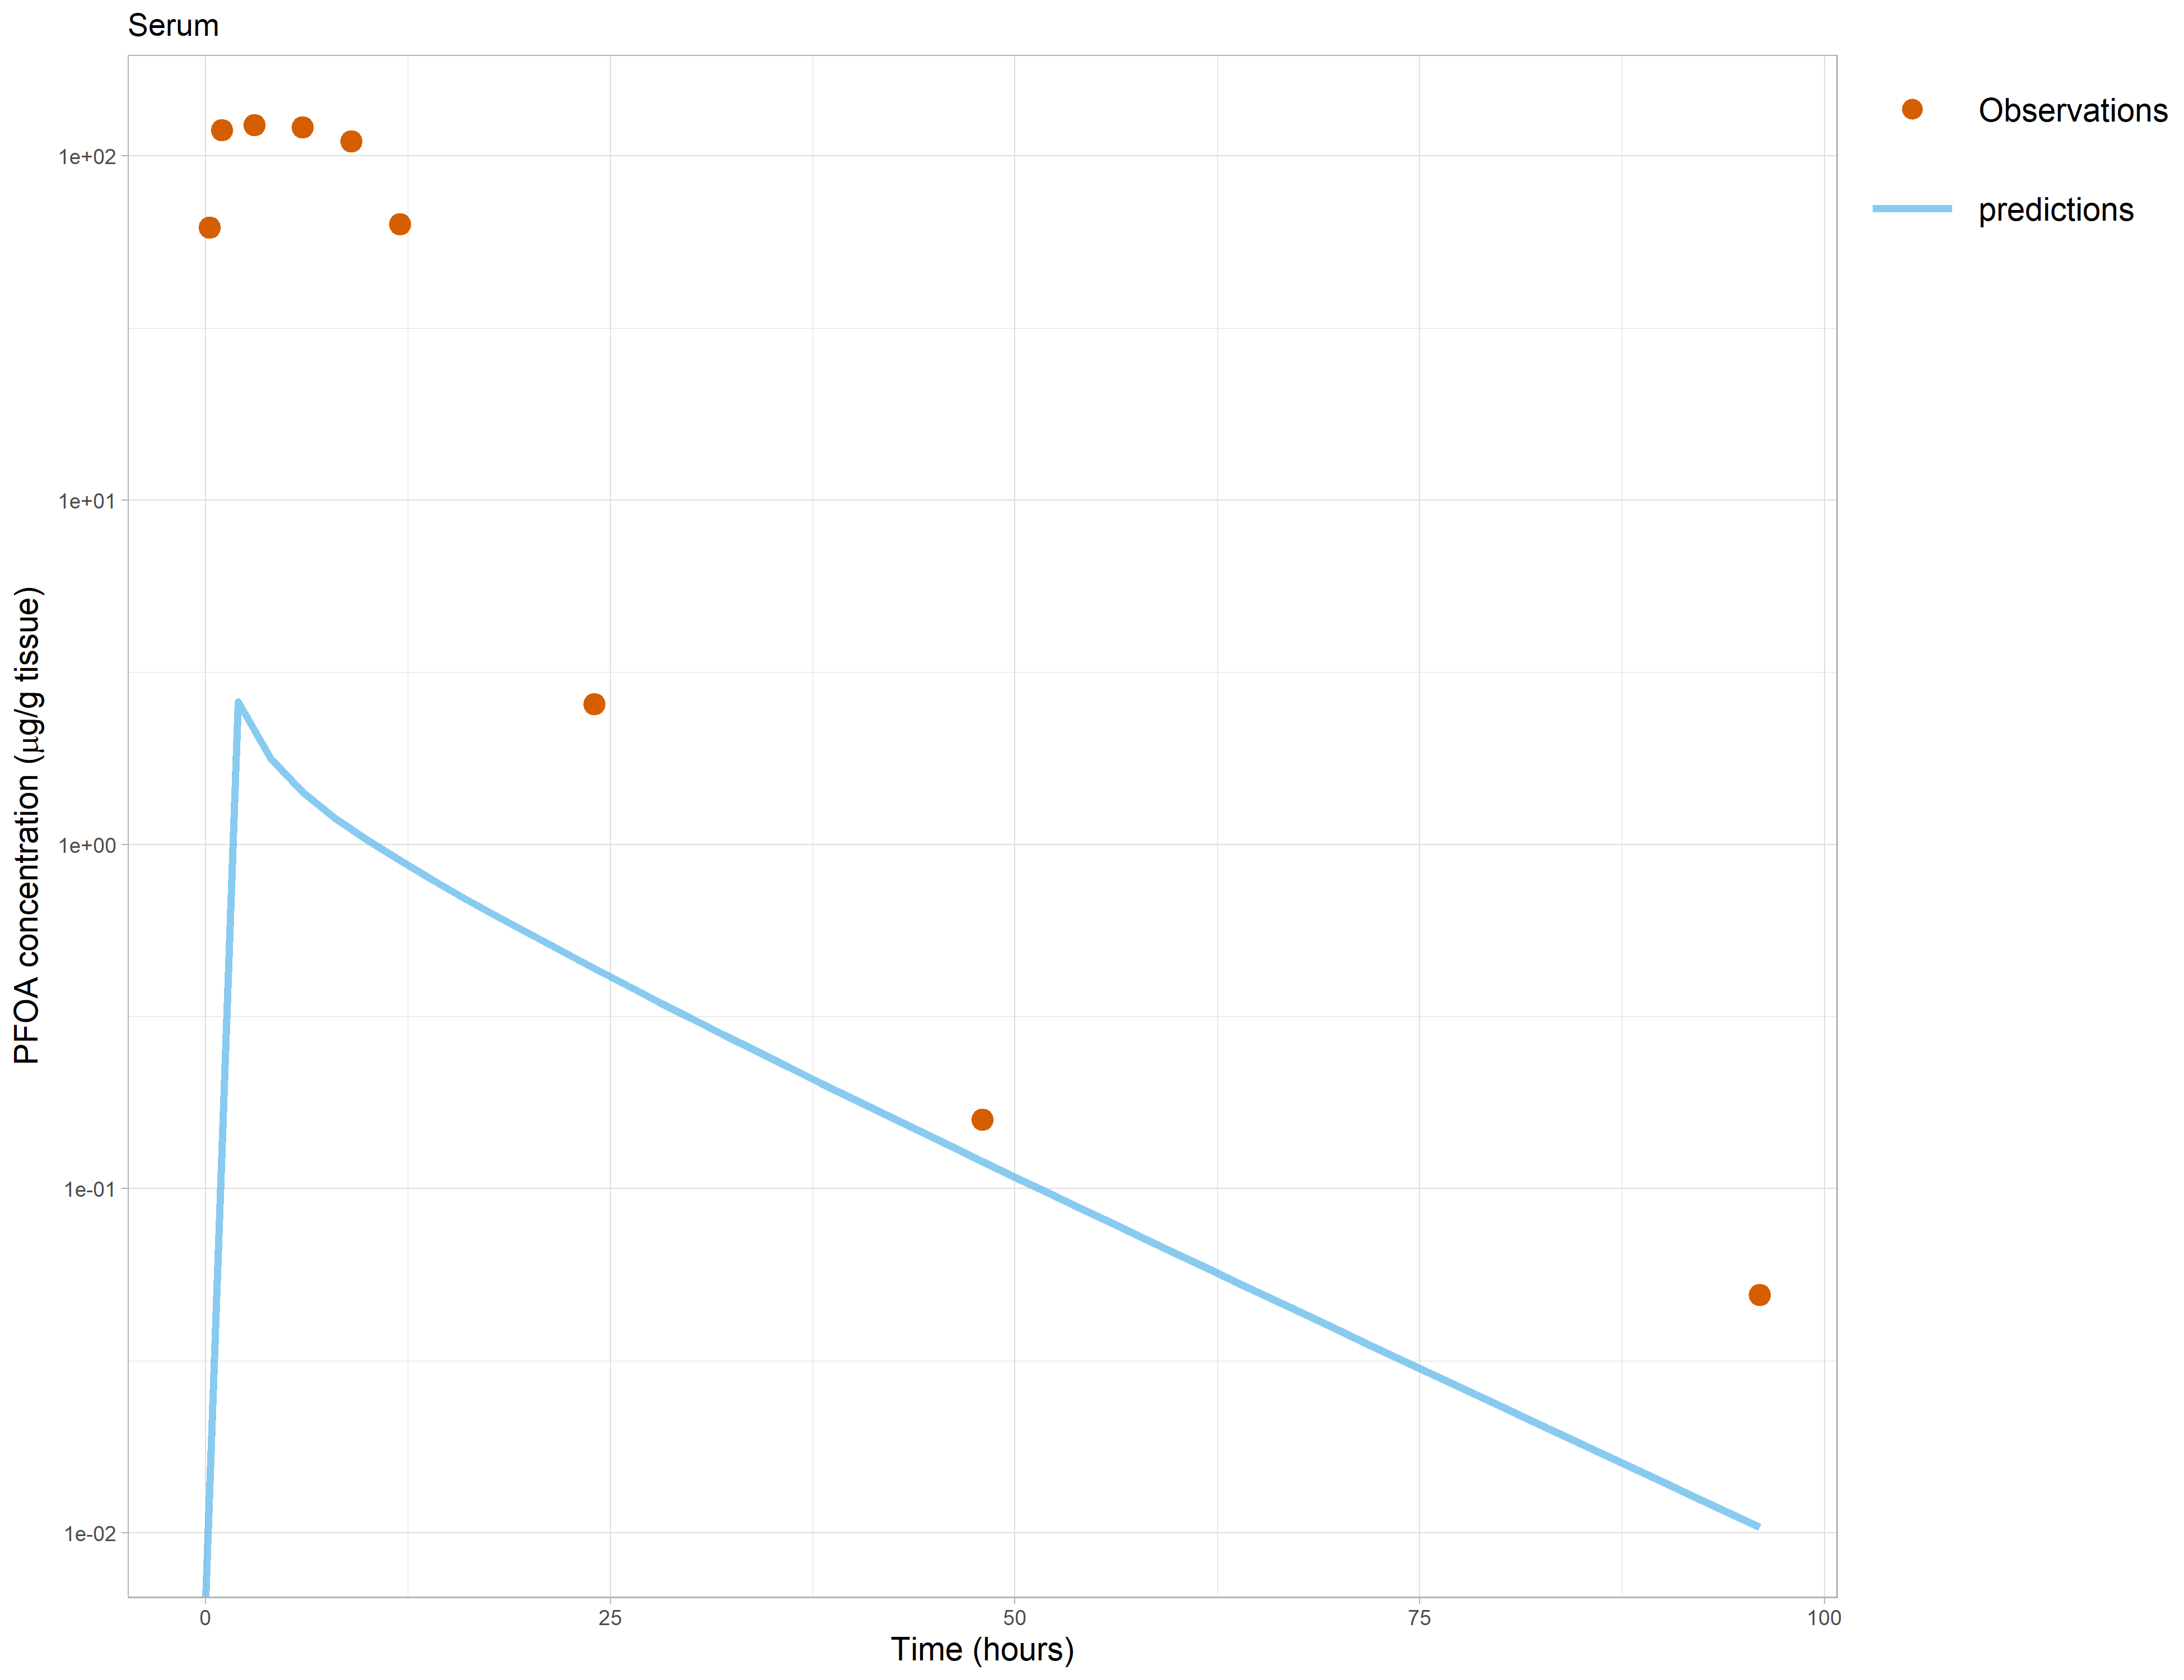 Serum
Observations
predictions
PFOA concentration (μg/g tissue)
1e+02
1e+01
1e+00
1e-01
1e-02
0 25 50 75 100
Time (hours)